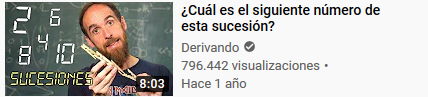 2 6
8 4 10
SUCESIONES
8:03
¿Cuál es el siguiente número de
esta sucesión?
Derivando
796.442 visualizaciones •
Hace 1 año